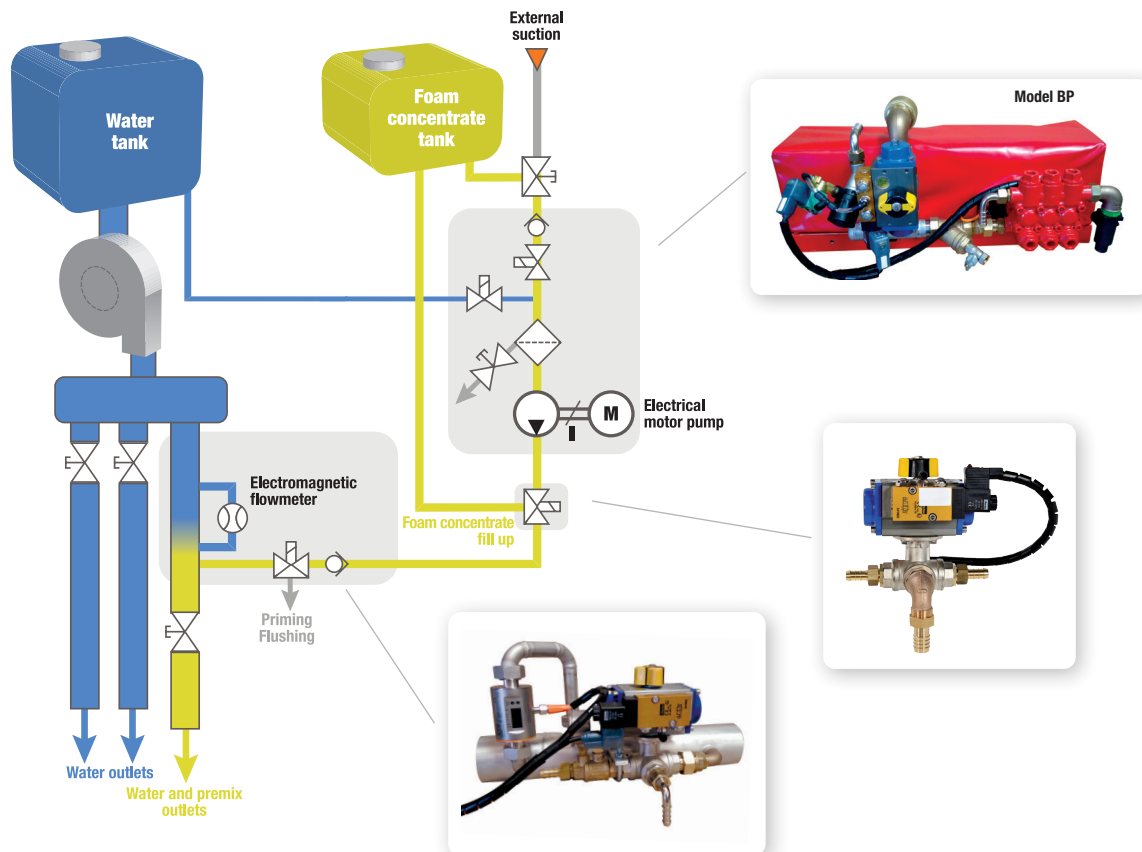 External
suction
Water
tank
Foam
concentrate
tank
Model BP
M
Electrical
motor pump
Electromagnetic
flowmeter
Foam concentrate
fill up
Priming
Flushing
Water outlets
Water and premix
outlets